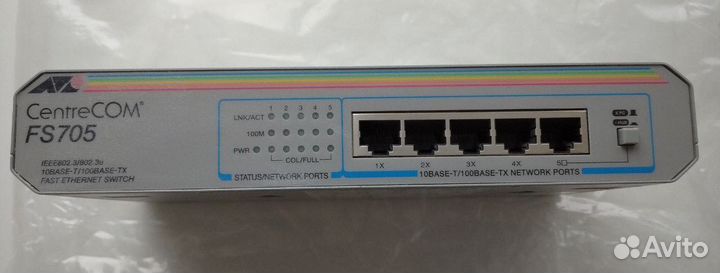 CentreCOM®
FS705
IEEE802.3/802.3u
10BASE-T/100BASE-TX
FAST ETHERNET SWITCH
1 2 3 4 5
LNK/ACT
100M
PWR
COL/FULL
STATUS/NETWORK PORTS
1X 2X 3X 4X 5
10BASE-T/100BASE-TX NETWORK PORTS
Avito